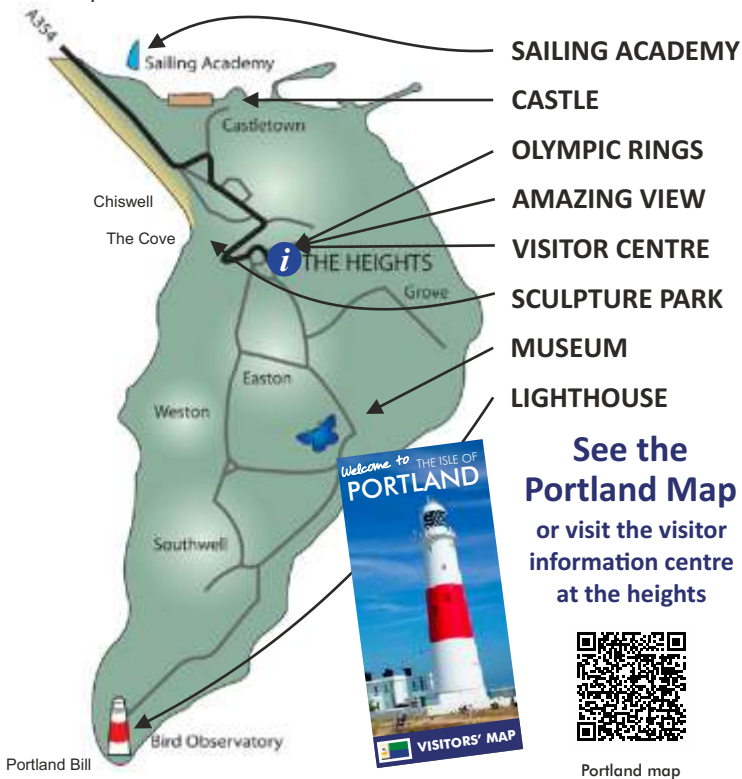 A354
Sailing Academy
Castletown
Chiswell
The Cove
i
THE HEIGHTS
Grove
Easton
Weston
Southwell
Bird Observatory
Portland Bill
SAILING ACADEMY
CASTLE
OLYMPIC RINGS
AMAZING VIEW
VISITOR CENTRE
SCULPTURE PARK
MUSEUM
LIGHTHOUSE
Welcome to THE ISLE OF
PORTLAND
VISITORS' MAP
See the
Portland Map
or visit the visitor
information centre
at the heights
Portland map